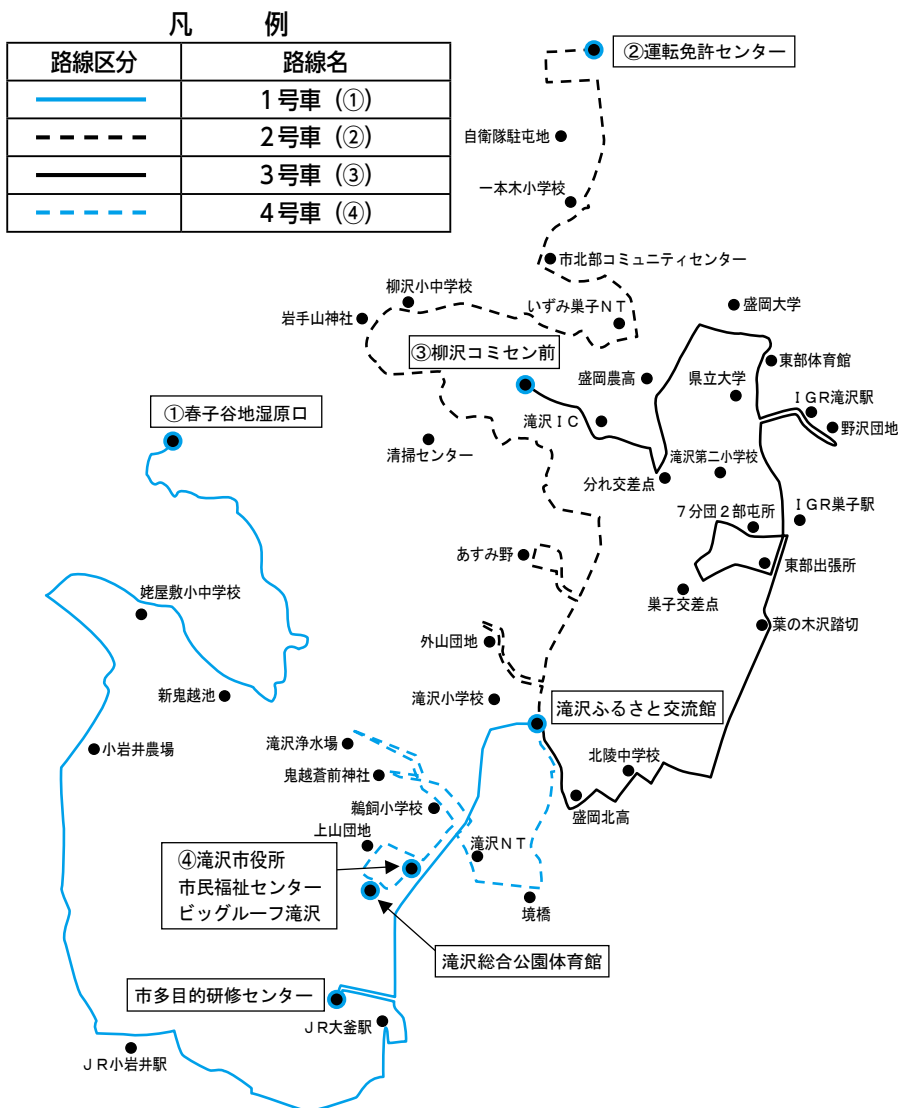 凡　例
路線区分
路線名
1号車（①）
2号車（②）
3号車（③）
4号車（④）
②運転免許センター
自衛隊駐屯地
一本木小学校
市北部コミュニティセンター
柳沢小中学校
いずみ巣子ＮＴ
盛岡大学
岩手山神社
③柳沢コミセン前
東部体育館
盛岡農高
県立大学
ＩＧＲ滝沢駅
①春子谷地湿原口
滝沢ＩＣ
野沢団地
清掃センター
滝沢第二小学校
分れ交差点
７分団２部屯所
ＩＧＲ巣子駅
あすみ野
東部出張所
姥屋敷小中学校
巣子交差点
葉の木沢踏切
外山団地
新鬼越池
滝沢小学校
滝沢ふるさと交流館
滝沢浄水場
小岩井農場
北陵中学校
鬼越蒼前神社
盛岡北高
鵜飼小学校
上山団地
滝沢ＮＴ
④滝沢市役所
市民福祉センター
ビッグルーフ滝沢
境橋
滝沢総合公園体育館
市多目的研修センター
ＪＲ大釜駅
ＪＲ小岩井駅